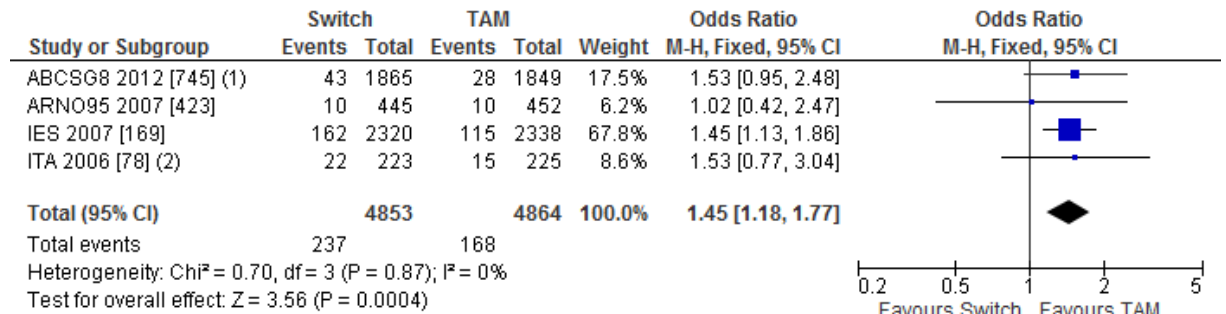 Switch TAM Odds Ratio Odds Ratio
Study or Subgroup Events Total Events Total Weight M-H, Fixed, 95% CI M-H, Fixed, 95% CI
ABCSG8 2012 [745] (1) 43 1865 28 1849 17.5% 1.53 [0.95, 2.48]
ARNO95 2007 [423] 10 445 10 452 6.2% 1.02 [0.42, 2.47]
IES 2007 [169] 162 2320 115 2338 67.8% 1.45 [1.13, 1.86]
ITA 2006 [78] (2) 22 223 15 225 8.6% 1.53 [0.77, 3.04]
Total (95% CI) 4853 4864 100.0% 1.45 [1.18, 1.77]
Total events 237 168
Heterogeneity: Chi² = 0.70, df = 3 (P = 0.87); I² = 0%
Test for overall effect: Z = 3.56 (P = 0.0004)
0.2 0.5 1 2 5
Favours Switch Favours TAM